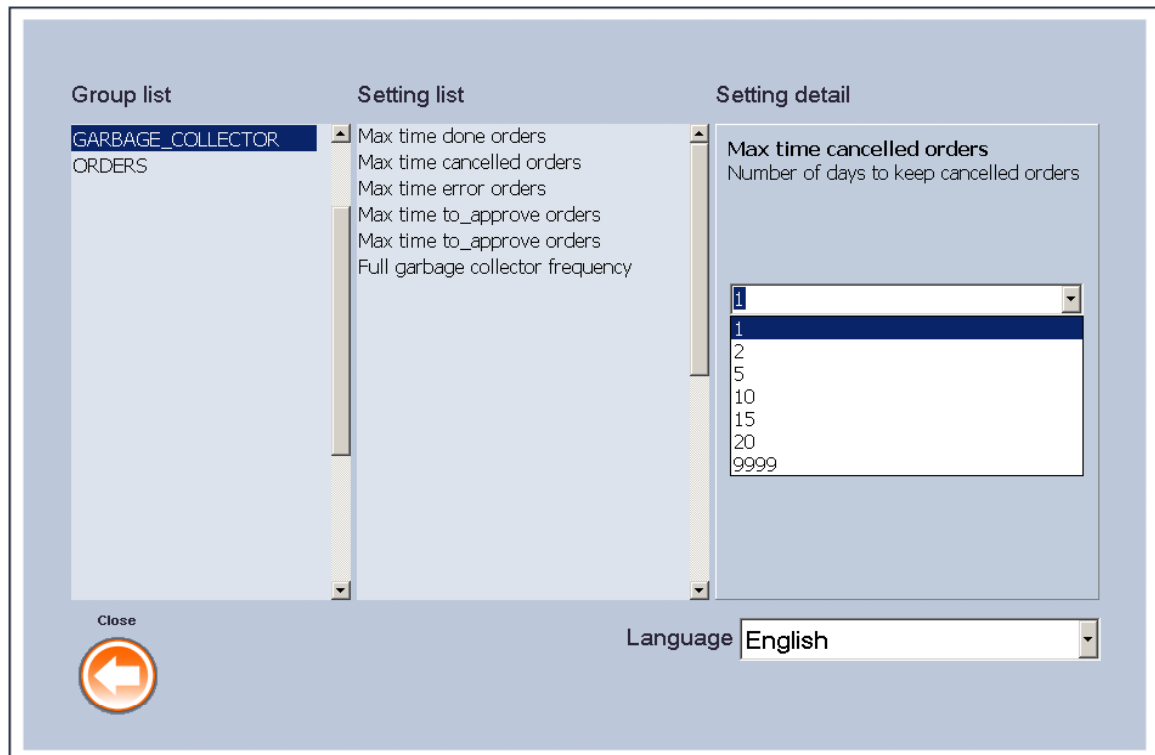 Group list
GARBAGE_COLLECTOR
ORDERS
Setting list
Max time done orders
Max time cancelled orders
Max time error orders
Max time to_approve orders
Max time to_approve orders
Full garbage collector frequency
Setting detail
Max time cancelled orders
Number of days to keep cancelled orders
1
1
2
5
10
15
20
9999
Close
Language English